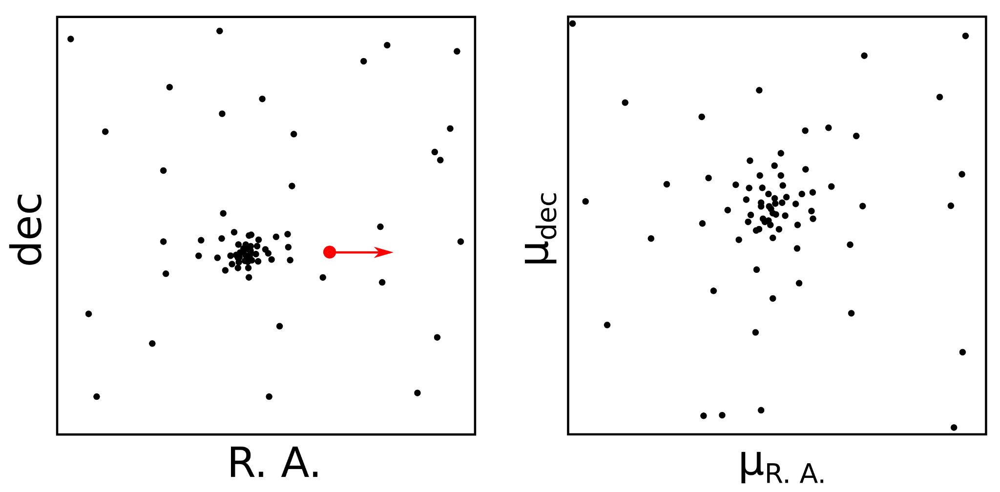 dec
R. A.
μdec
μR. A.